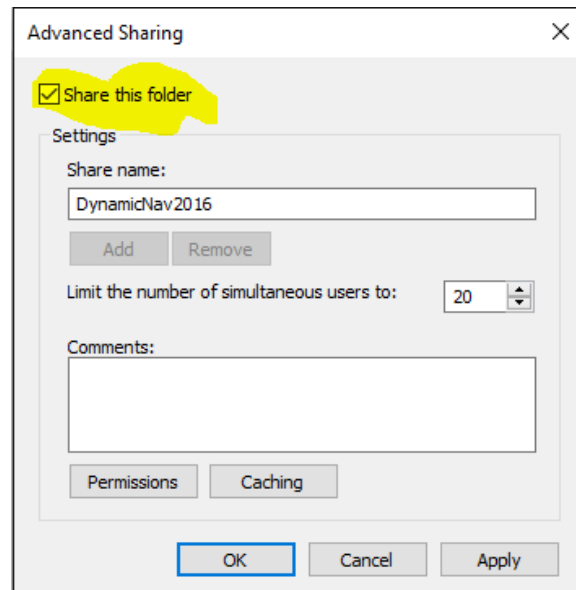 Advanced Sharing
Share this folder
Settings
Share name:
DynamicNav2016
Add Remove
Limit the number of simultaneous users to: 20
Comments:
Permissions Caching
OK Cancel Apply